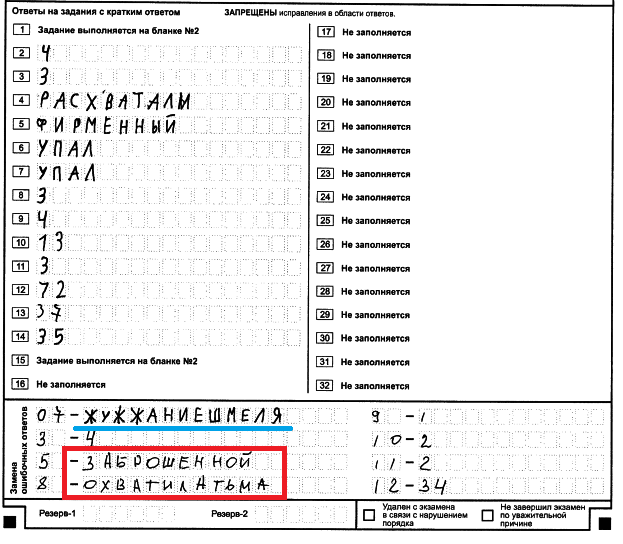 Ответы на задания с кратким ответом ЗАПРЕЩЕНЫ исправления в области ответов.
1 Задание выполняется на бланке №2
2 4
3 3
4 РАСХВАТАЛИ
5 ФИРМЕННЫЙ
6 УПАЛ
7 УПАЛ
8 3
9 4
10 13
11 3
12 72
13 37
14 35
15 Задание выполняется на бланке №2
16 Не заполняется
17 Не заполняется
18 Не заполняется
19 Не заполняется
20 Не заполняется
21 Не заполняется
22 Не заполняется
23 Не заполняется
24 Не заполняется
25 Не заполняется
26 Не заполняется
27 Не заполняется
28 Не заполняется
29 Не заполняется
30 Не заполняется
31 Не заполняется
32 Не заполняется
Замена
ошибочных ответов
07-ЖУЖЖАНИЕШМЕЛЯ
3 -4
5 -ЗАБРОШЕННОЙ
8 -ОХВАТИЛАТЬМА
9 -1
10-2
11-2
12-34
Резерв-1
Резерв-2
Удален с экзамена
в связи с нарушением
порядка
Не завершил экзамен
по уважительной
причине